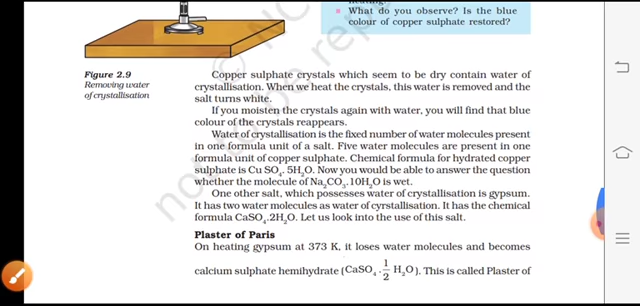 heating.
What do you observe? Is the blue
colour of copper sulphate restored?
Figure 2.9
Removing water
of crystallisation
Copper sulphate crystals which seem to be dry contain water of
crystallisation. When we heat the crystals, this water is removed and the
salt turns white.
If you moisten the crystals again with water, you will find that blue
colour of the crystals reappears.
Water of crystallisation is the fixed number of water molecules present
in one formula unit of a salt. Five water molecules are present in one
formula unit of copper sulphate. Chemical formula for hydrated copper
sulphate is Cu SO₄. 5H₂O. Now you would be able to answer the question
whether the molecule of Na₂CO₃.10H₂O is wet.
One other salt, which possesses water of crystallisation is gypsum.
It has two water molecules as water of cyrstallisation. It has the chemical
formula CaSO₄.2H₂O. Let us look into the use of this salt.
Plaster of Paris
On heating gypsum at 373 K, it loses water molecules and becomes
calcium sulphate hemihydrate (CaSO₄.1/2 H₂O). This is called Plaster of